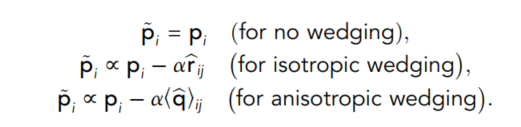 p̃ᵢ = pᵢ (for no wedging),
p̃ᵢ ∝ pᵢ − αr̂ᵢⱼ (for isotropic wedging),
p̃ᵢ ∝ pᵢ − α⟨q̂⟩ᵢⱼ (for anisotropic wedging).